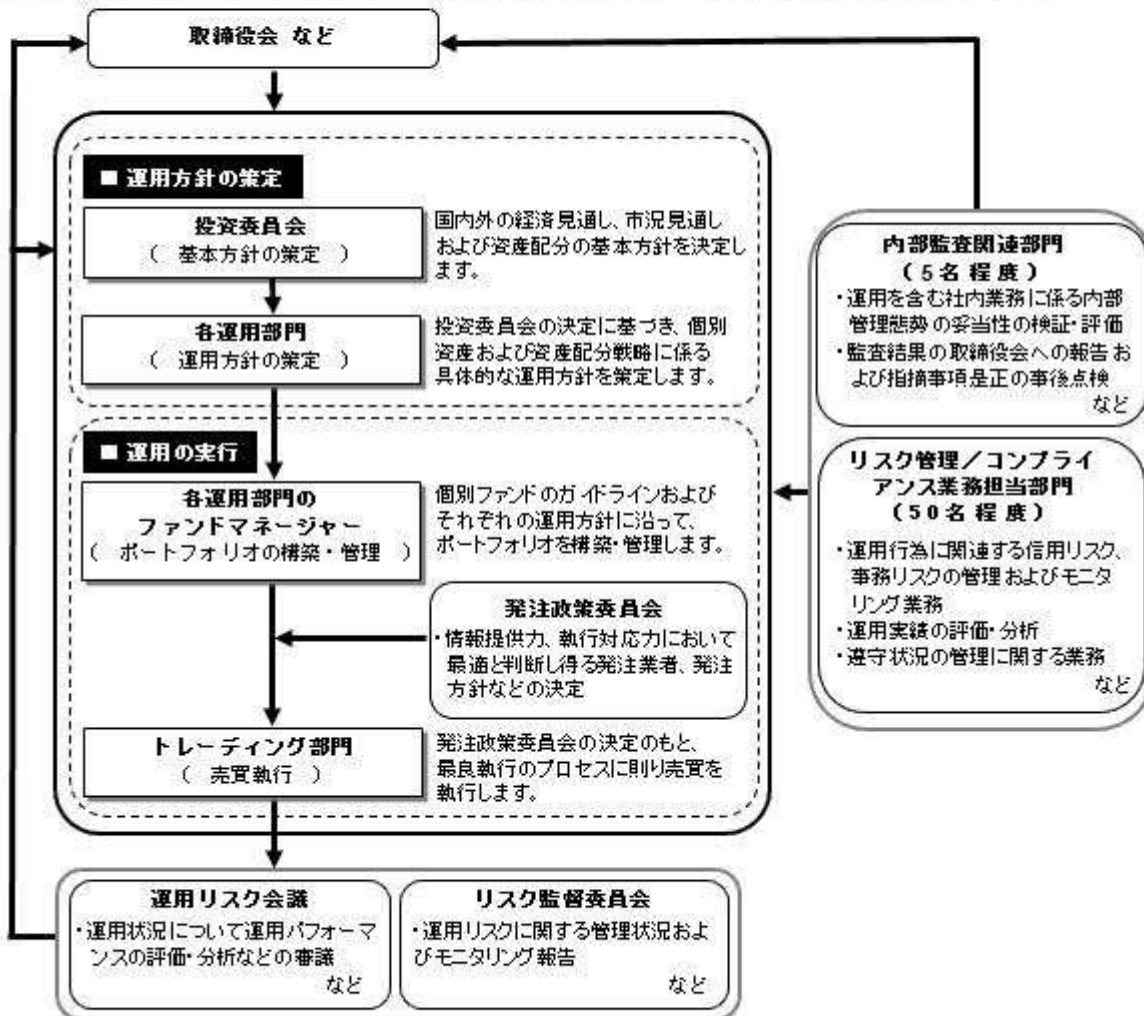 取締役会 など
■ 運用方針の策定
投資委員会
( 基本方針の策定 )
国内外の経済見通し、市況見通し
および資産配分の基本方針を決定し
ます。
各運用部門
( 運用方針の策定 )
投資委員会の決定に基づき、個別
資産および資産配分戦略に係る
具体的な運用方針を策定します。
■ 運用の実行
各運用部門の
ファンドマネージャー
( ポートフォリオの構築・管理 )
個別ファンドのガイドラインおよび
それぞれの運用方針に沿って、
ポートフォリオを構築・管理します。
発注政策委員会
・情報提供力、執行対応力において
最適と判断し得る発注業者、発注
方針などの決定
トレーディング部門
( 売買執行 )
発注政策委員会の決定のもと、
最良執行のプロセスに則り売買を
執行します。
内部監査関連部門
(5名程度)
・運用を含む社内業務に係る内部
管理態勢の妥当性の検証・評価
・監査結果の取締役会への報告お
よび指摘事項是正の事後点検
など
リスク管理/コンプライ
アンス業務担当部門
(50名程度)
・運用行為に関連する信用リスク、
事務リスクの管理およびモニタ
リング業務
・運用実績の評価・分析
・遵守状況の管理に関する業務
など
運用リスク会議
・運用状況について運用パフォーマ
ンスの評価・分析などの審議
など
リスク監督委員会
・運用リスクに関する管理状況およ
びモニタリング報告
など